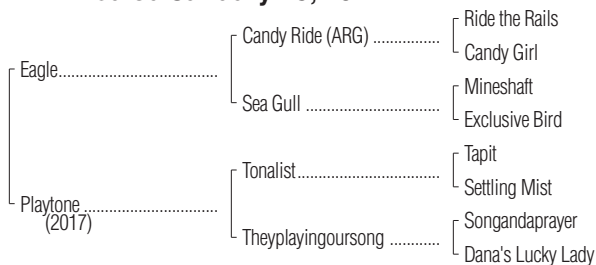 Candy Ride (ARG)
Ride the Rails
Candy Girl
Eagle
Sea Gull
Mineshaft
Exclusive Bird
Playtone
(2017)
Tonalist
Tapit
Settling Mist
Theyplayingoursong
Songandaprayer
Dana's Lucky Lady